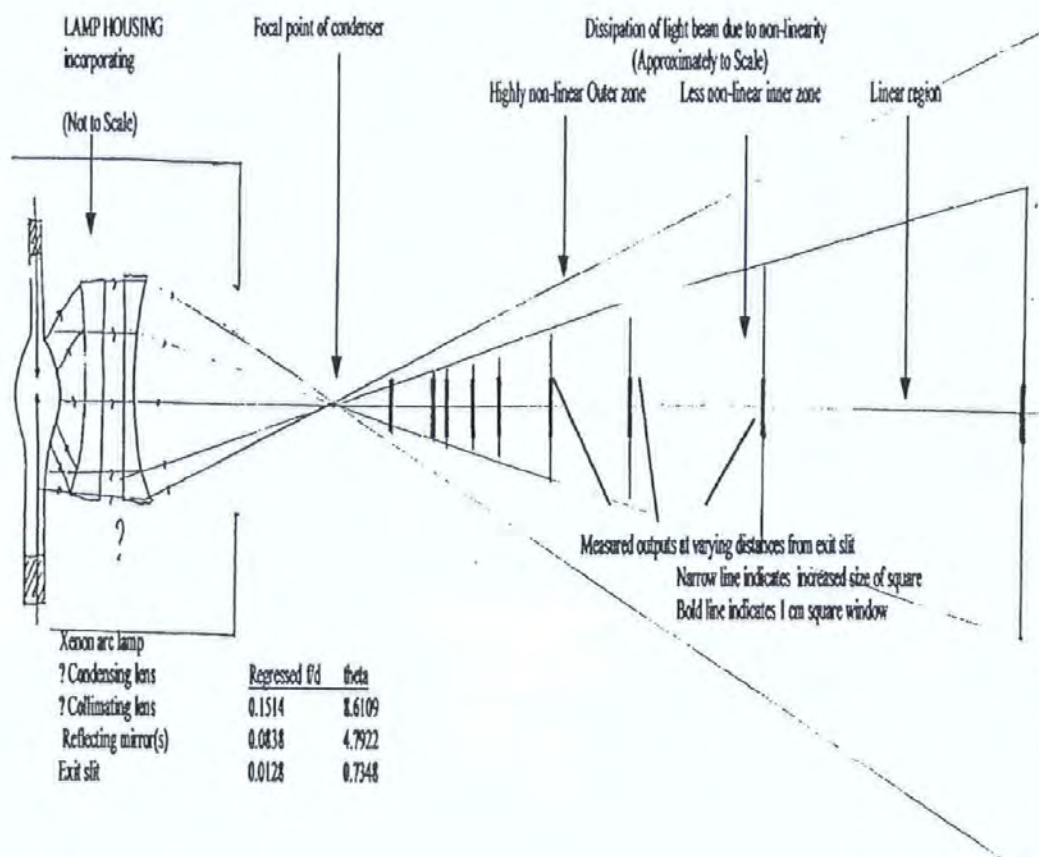 LAMP HOUSING
incorporating
(Not to Scale)
Focal point of condenser
Dissipation of light beam due to non-linearity
(Approximately to Scale)
Highly non-linear Outer zone
Less non-linear inner zone
Linear region
?
Measured outputs at varying distances from exit slit
Narrow line indicates increased size of square
Bold line indicates 1 cm square window
Xenon arc lamp
? Condensing lens
? Collimating lens
Reflecting mirror(s)
Exit slit
Regressed f/d theta
0.1514 8.6109
0.0838 4.7922
0.0128 0.7348